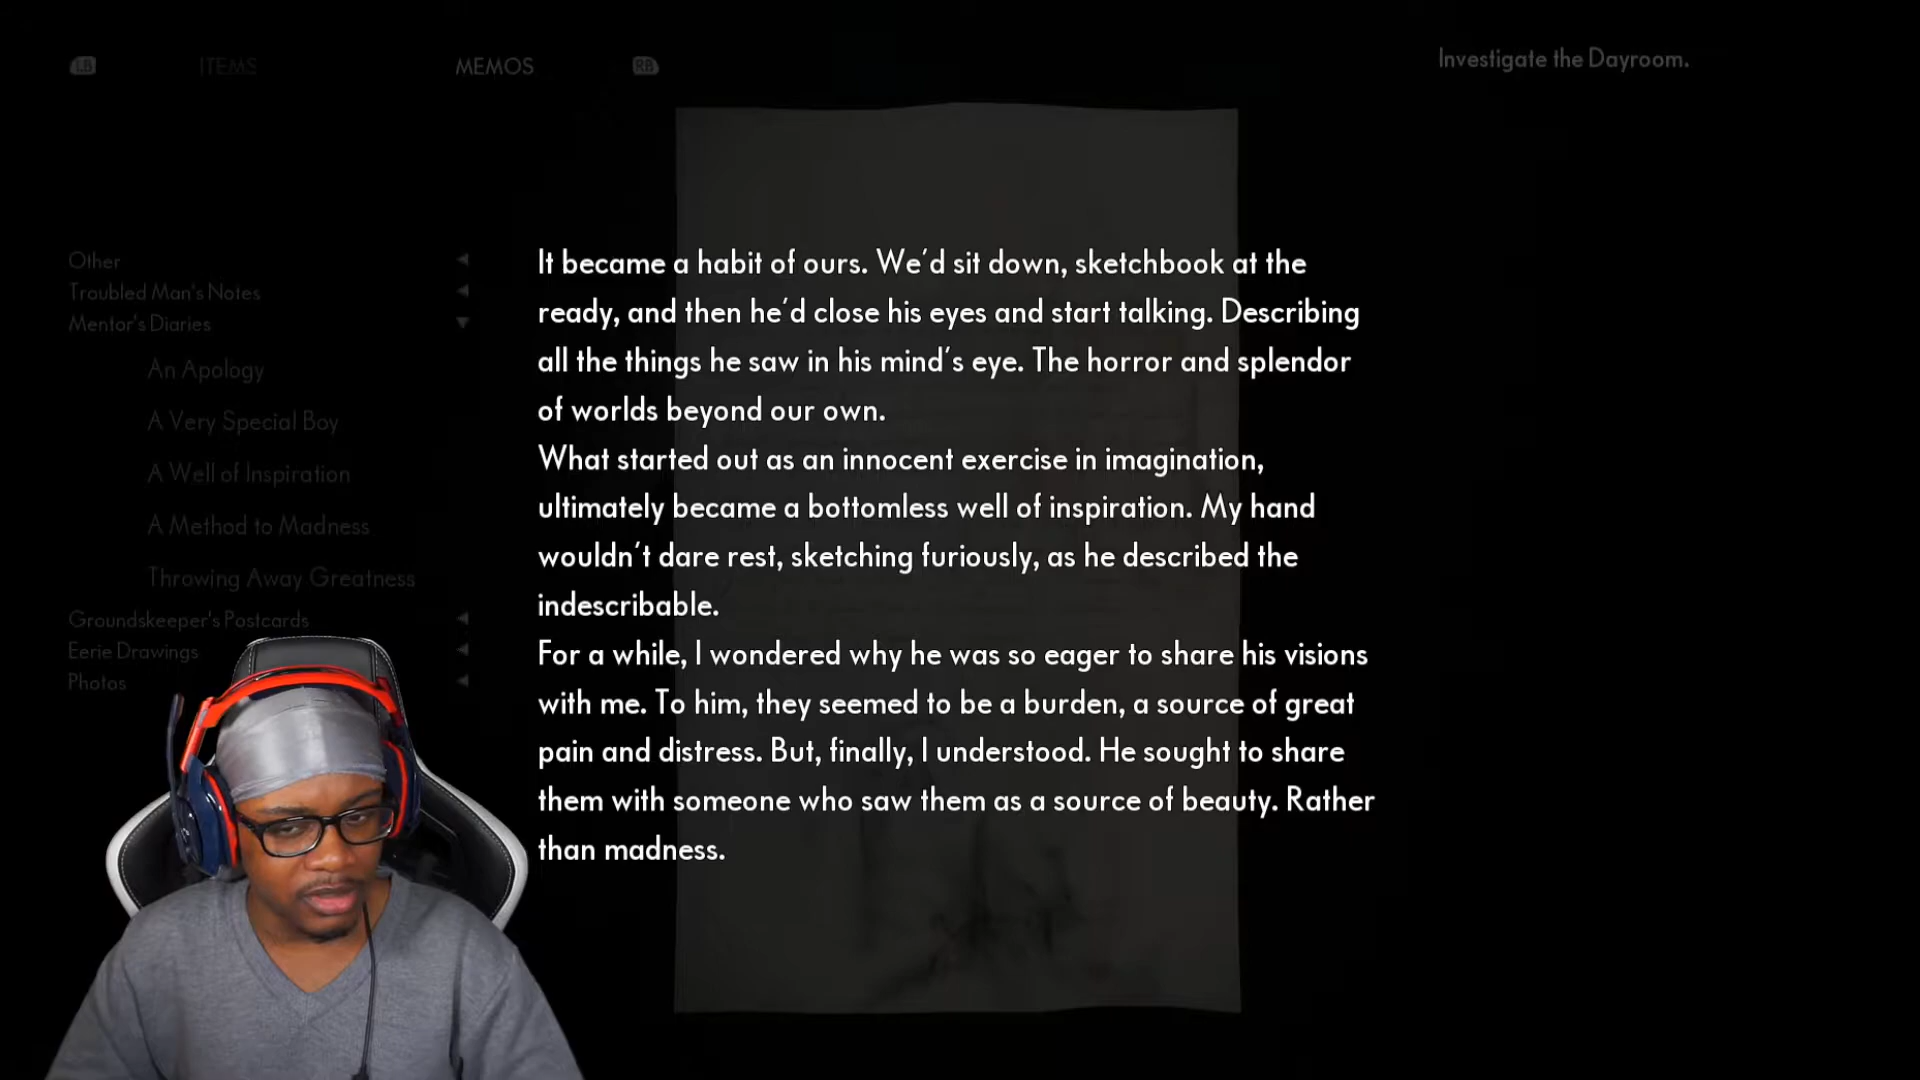 LB ITEMS MEMOS RB
Investigate the Dayroom.
Other
Troubled Man's Notes
Mentor's Diaries
An Apology
A Very Special Boy
A Well of Inspiration
A Method to Madness
Throwing Away Greatness
Groundskeeper's Postcards
Eerie Drawings
Photos
It became a habit of ours. We'd sit down, sketchbook at the
ready, and then he'd close his eyes and start talking. Describing
all the things he saw in his mind's eye. The horror and splendor
of worlds beyond our own.
What started out as an innocent exercise in imagination,
ultimately became a bottomless well of inspiration. My hand
wouldn't dare rest, sketching furiously, as he described the
indescribable.
For a while, I wondered why he was so eager to share his visions
with me. To him, they seemed to be a burden, a source of great
pain and distress. But, finally, I understood. He sought to share
them with someone who saw them as a source of beauty. Rather
than madness.